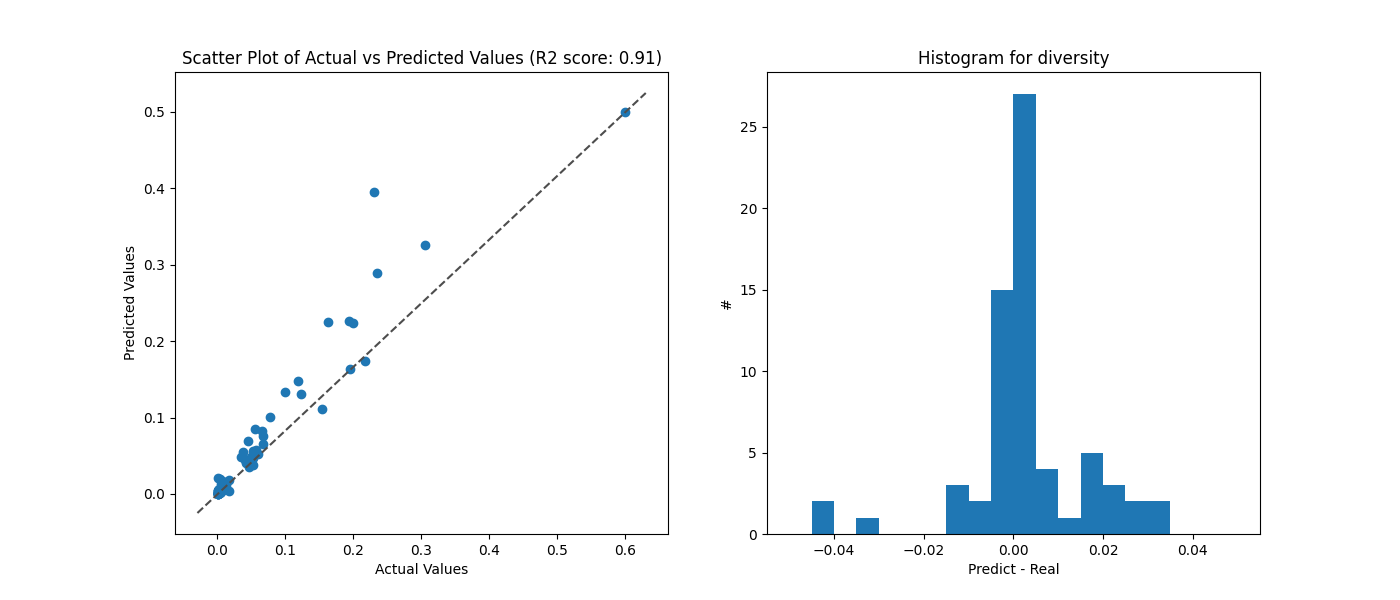 Scatter Plot of Actual vs Predicted Values (R2 score: 0.91)
Predicted Values
0.5
0.4
0.3
0.2
0.1
0.0
0.0 0.1 0.2 0.3 0.4 0.5 0.6
Actual Values
Histogram for diversity
#
25
20
15
10
5
0
−0.04 −0.02 0.00 0.02 0.04
Predict - Real